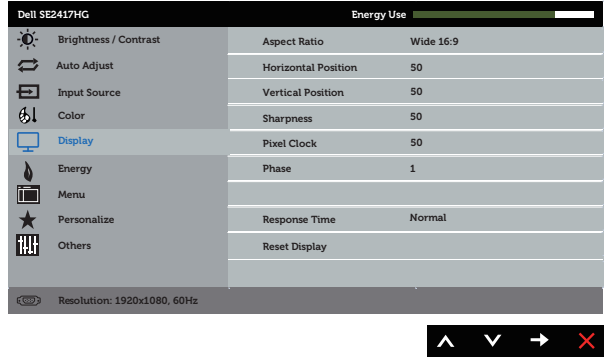 Dell SE2417HG Energy Use
Brightness / Contrast Aspect Ratio Wide 16:9
Auto Adjust Horizontal Position 50
Input Source Vertical Position 50
Color Sharpness 50
Display Pixel Clock 50
Energy Phase 1
Menu
Personalize Response Time Normal
Others Reset Display
Resolution: 1920x1080, 60Hz